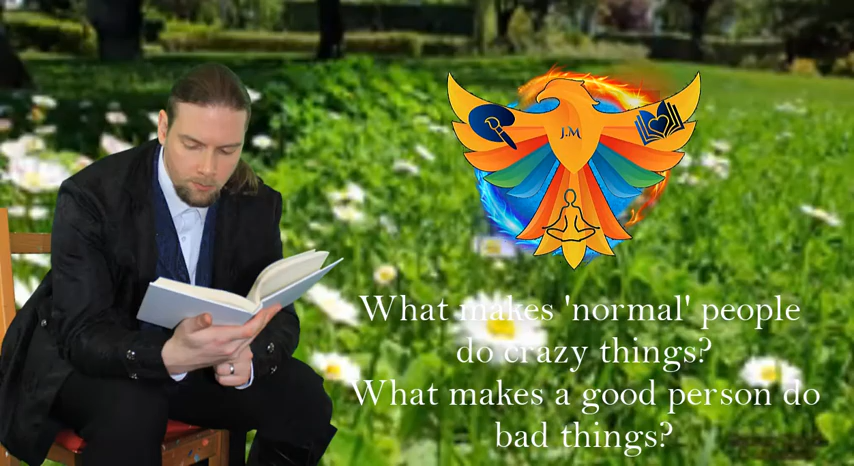 J.M
What makes 'normal' people
do crazy things?
What makes a good person do
bad things?